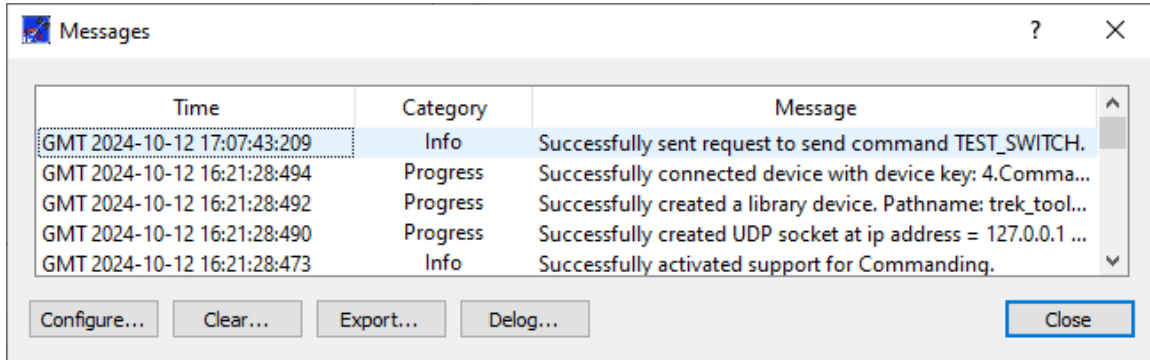 Messages
?
Time Category Message
GMT 2024-10-12 17:07:43:209 Info Successfully sent request to send command TEST_SWITCH.
GMT 2024-10-12 16:21:28:494 Progress Successfully connected device with device key: 4.Comma...
GMT 2024-10-12 16:21:28:492 Progress Successfully created a library device. Pathname: trek_tool...
GMT 2024-10-12 16:21:28:490 Progress Successfully created UDP socket at ip address = 127.0.0.1 ...
GMT 2024-10-12 16:21:28:473 Info Successfully activated support for Commanding.
Configure... Clear... Export... Delog... Close